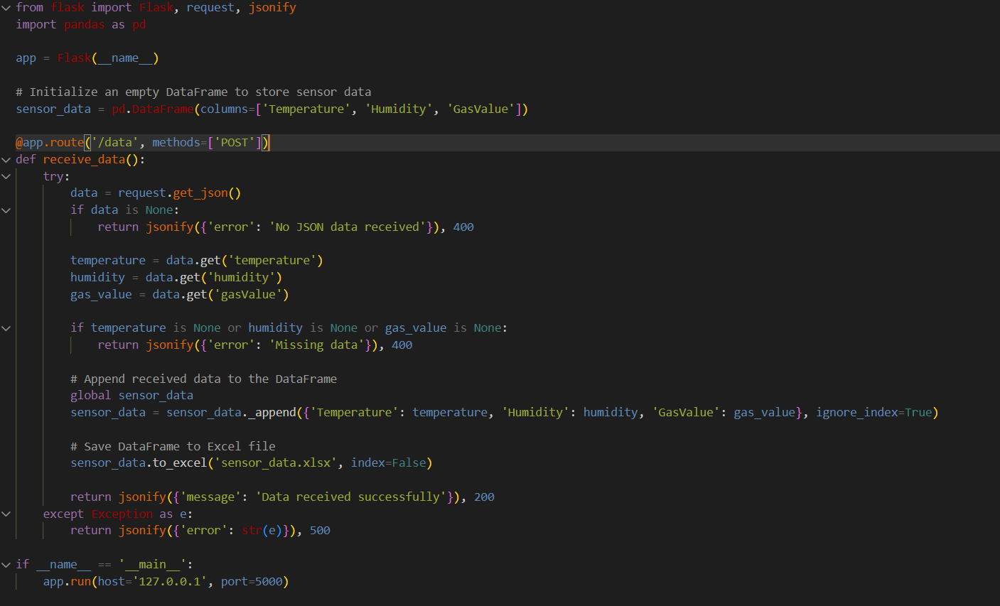 from flask import Flask, request, jsonify
import pandas as pd

app = Flask(__name__)

# Initialize an empty DataFrame to store sensor data
sensor_data = pd.DataFrame(columns=['Temperature', 'Humidity', 'GasValue'])

@app.route('/data', methods=['POST'])
def receive_data():
    try:
        data = request.get_json()
        if data is None:
            return jsonify({'error': 'No JSON data received'}), 400

        temperature = data.get('temperature')
        humidity = data.get('humidity')
        gas_value = data.get('gasValue')

        if temperature is None or humidity is None or gas_value is None:
            return jsonify({'error': 'Missing data'}), 400

        # Append received data to the DataFrame
        global sensor_data
        sensor_data = sensor_data._append({'Temperature': temperature, 'Humidity': humidity, 'GasValue': gas_value}, ignore_index=True)

        # Save DataFrame to Excel file
        sensor_data.to_excel('sensor_data.xlsx', index=False)

        return jsonify({'message': 'Data received successfully'}), 200
    except Exception as e:
        return jsonify({'error': str(e)}), 500

if __name__ == '__main__':
    app.run(host='127.0.0.1', port=5000)